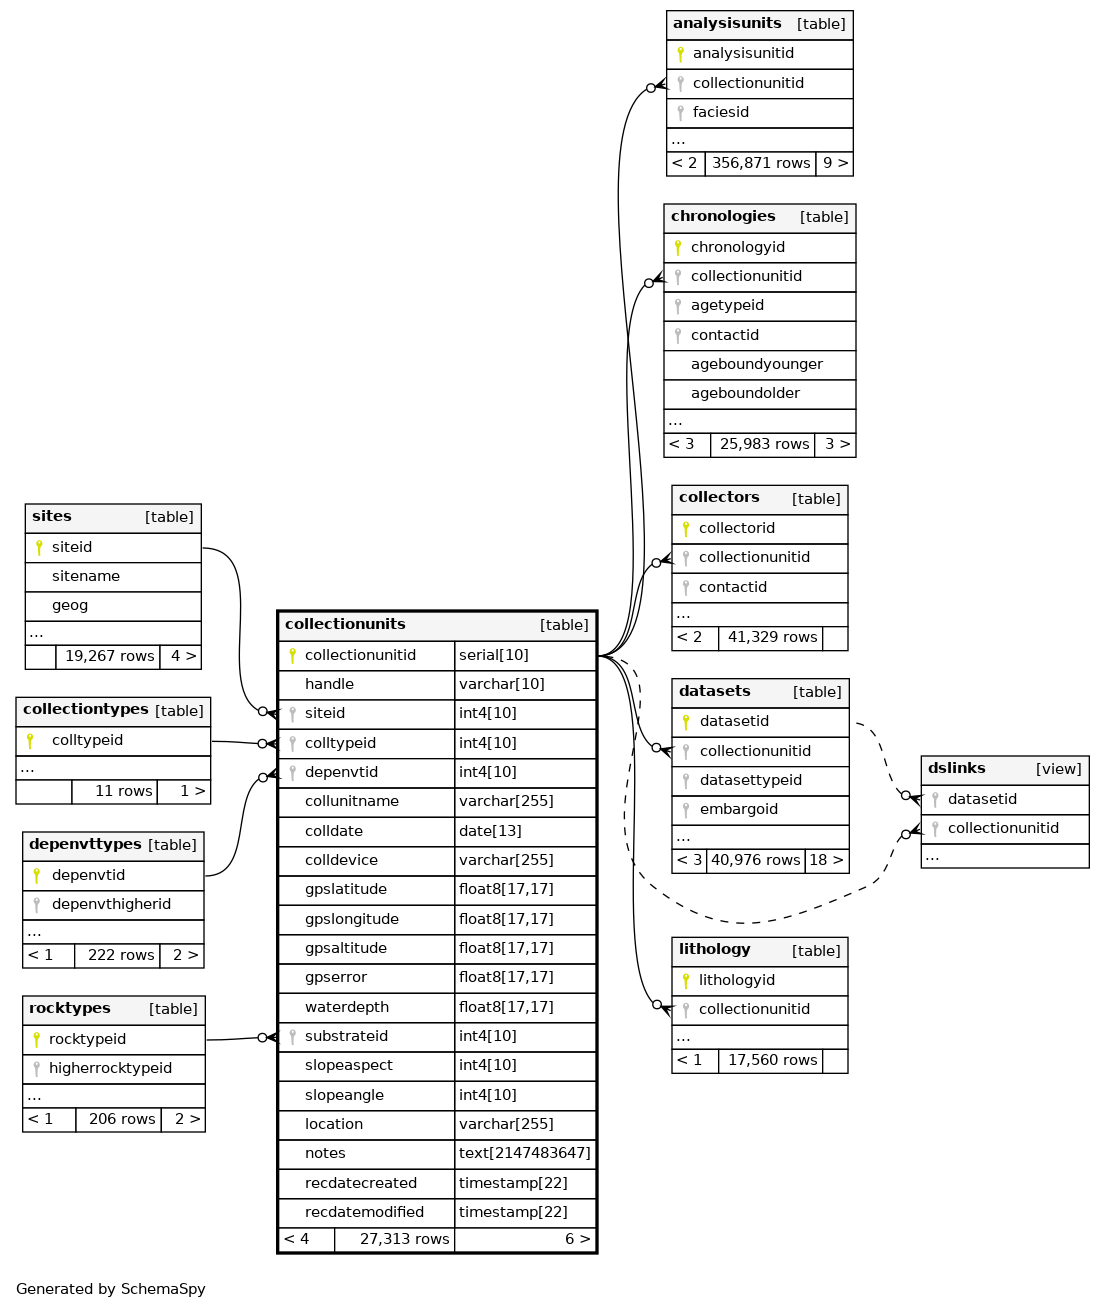 analysisunits [table]
analysisunitid
collectionunitid
faciesid
...
< 2 356,871 rows 9 >
chronologies [table]
chronologyid
collectionunitid
agetypeid
contactid
ageboundyounger
ageboundolder
...
< 3 25,983 rows 3 >
collectors [table]
collectorid
collectionunitid
contactid
...
< 2 41,329 rows
sites [table]
siteid
sitename
geog
...
19,267 rows 4 >
collectiontypes [table]
colltypeid
...
11 rows 1 >
depenvttypes [table]
depenvtid
depenvthigherid
...
< 1 222 rows 2 >
rocktypes [table]
rocktypeid
higherrocktypeid
...
< 1 206 rows 2 >
collectionunits [table]
collectionunitid serial[10]
handle varchar[10]
siteid int4[10]
colltypeid int4[10]
depenvtid int4[10]
collunitname varchar[255]
colldate date[13]
colldevice varchar[255]
gpslatitude float8[17,17]
gpslongitude float8[17,17]
gpsaltitude float8[17,17]
gpserror float8[17,17]
waterdepth float8[17,17]
substrateid int4[10]
slopeaspect int4[10]
slopeangle int4[10]
location varchar[255]
notes text[2147483647]
recdatecreated timestamp[22]
recdatemodified timestamp[22]
< 4 27,313 rows 6 >
datasets [table]
datasetid
collectionunitid
datasettypeid
embargoid
...
< 3 40,976 rows 18 >
dslinks [view]
datasetid
collectionunitid
...
lithology [table]
lithologyid
collectionunitid
...
< 1 17,560 rows
Generated by SchemaSpy